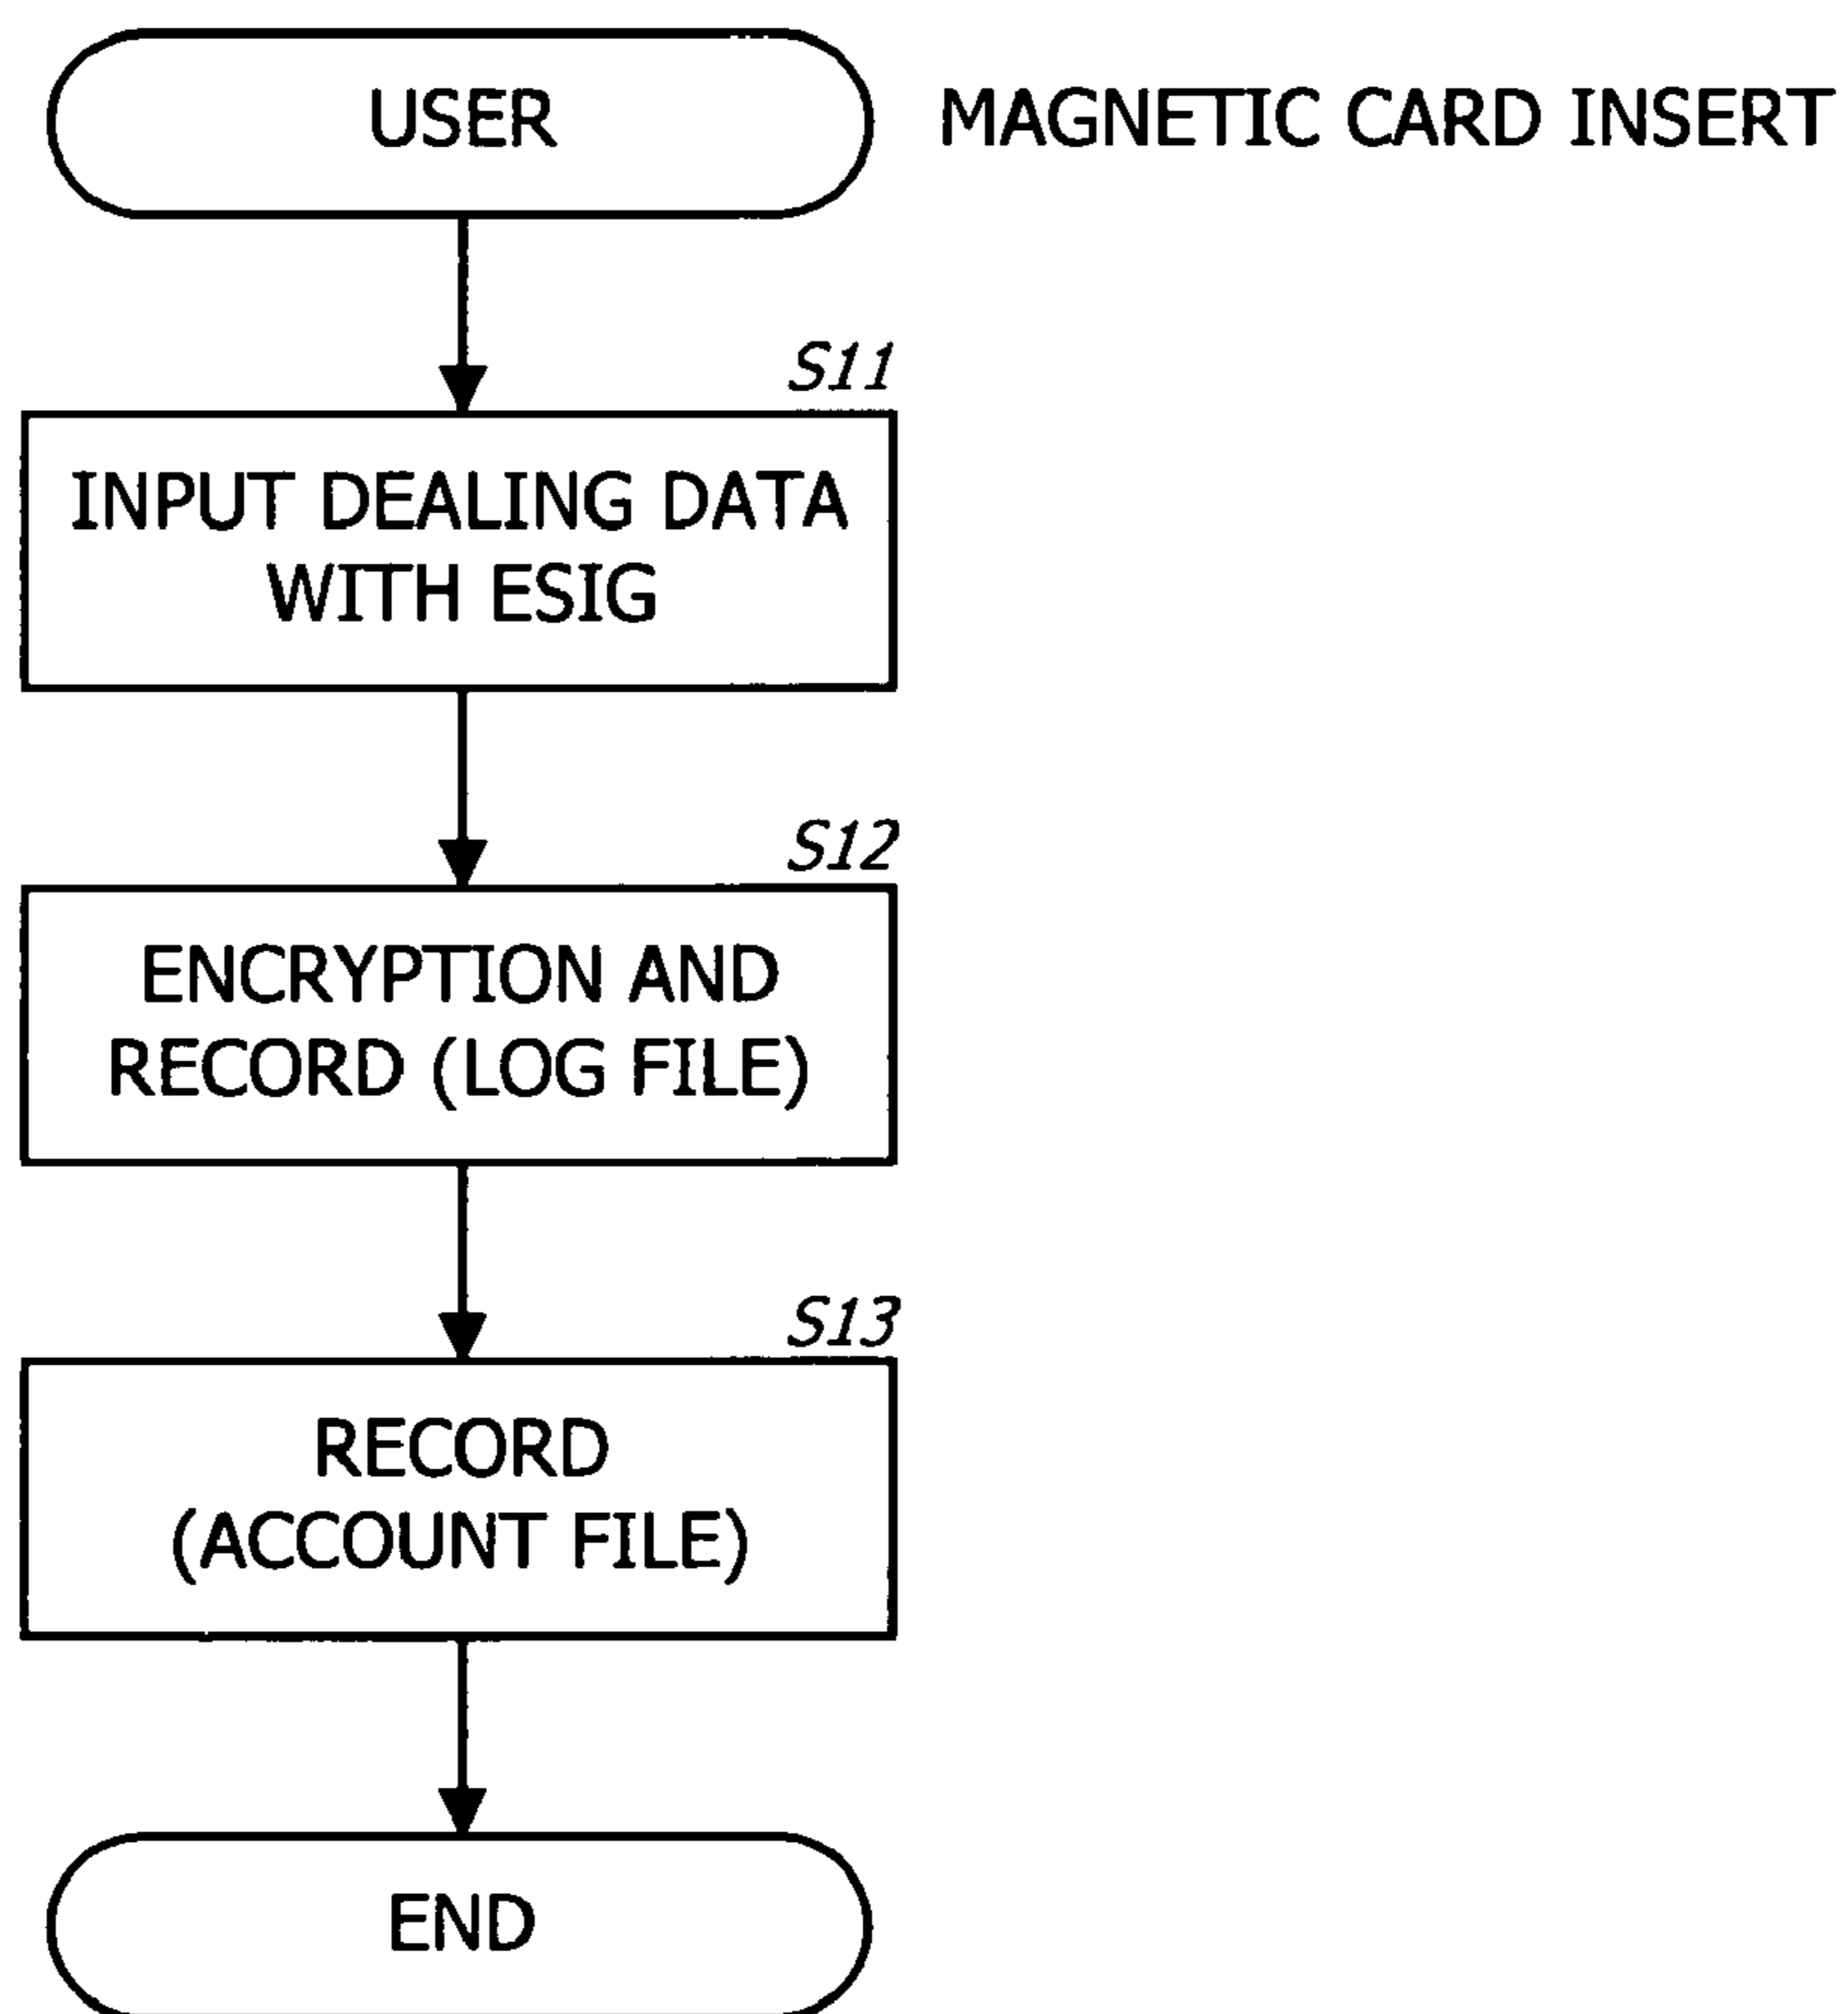 USER MAGNETIC CARD INSERT
S11
INPUT DEALING DATA
WITH ESIG
S12
ENCRYPTION AND
RECORD (LOG FILE)
S13
RECORD
(ACCOUNT FILE)
END